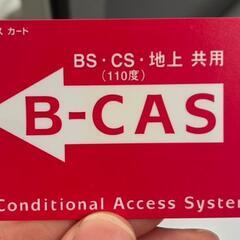 ス カード
BS・CS・地上 共用
(110度)
B-CAS
Conditional Access System